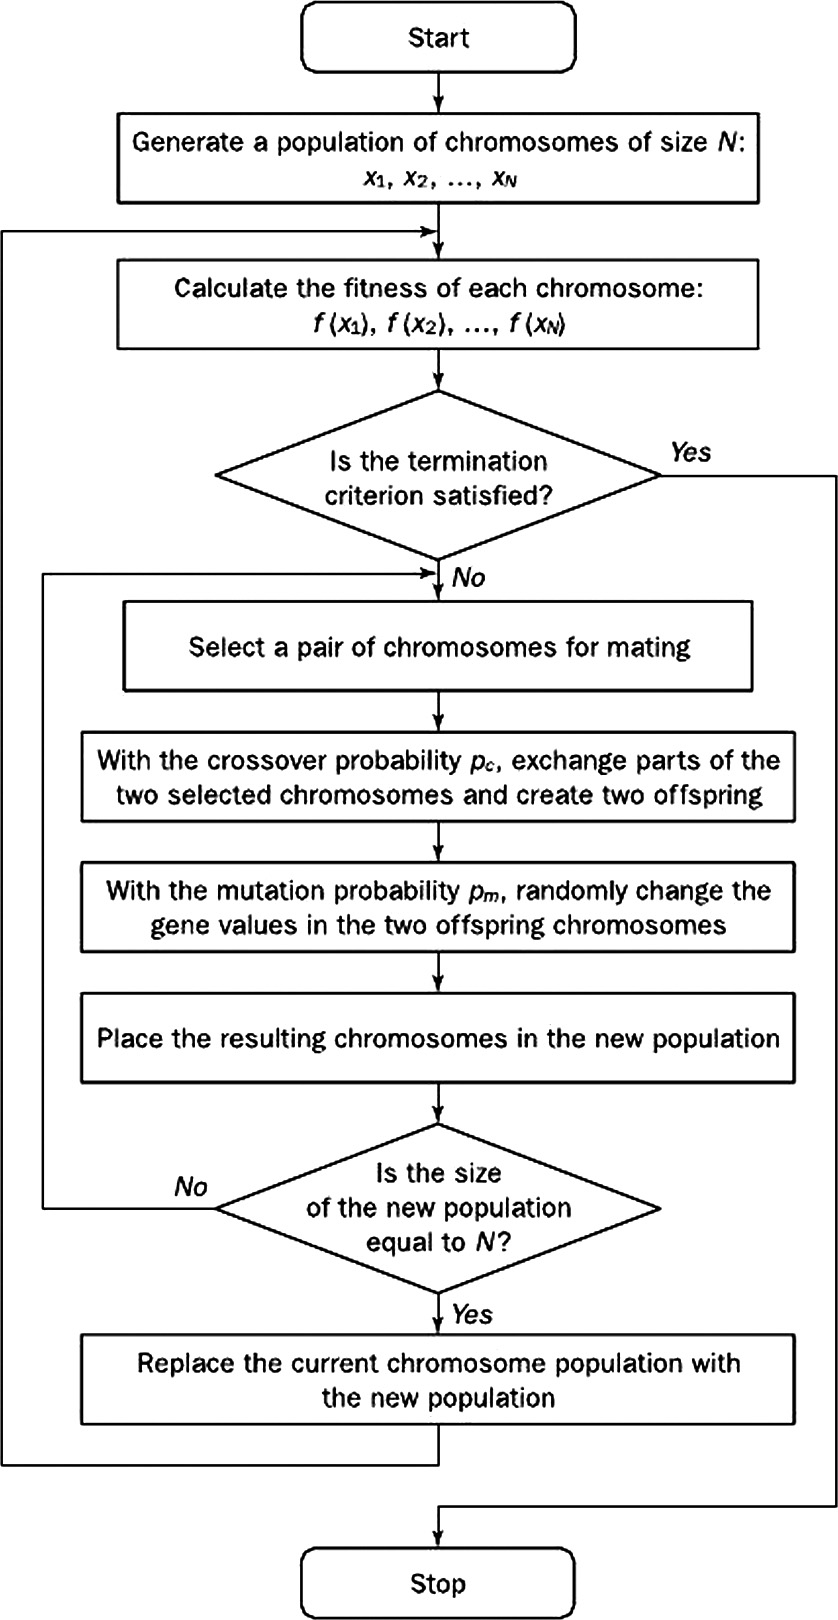 Start
Generate a population of chromosomes of size N:
x₁, x₂, ..., xN
Calculate the fitness of each chromosome:
f (x₁), f (x₂), ..., f (xN)
Is the termination
criterion satisfied?
Yes
No
Select a pair of chromosomes for mating
With the crossover probability pc, exchange parts of the
two selected chromosomes and create two offspring
With the mutation probability pm, randomly change the
gene values in the two offspring chromosomes
Place the resulting chromosomes in the new population
Is the size
of the new population
equal to N?
No
Yes
Replace the current chromosome population with
the new population
Stop